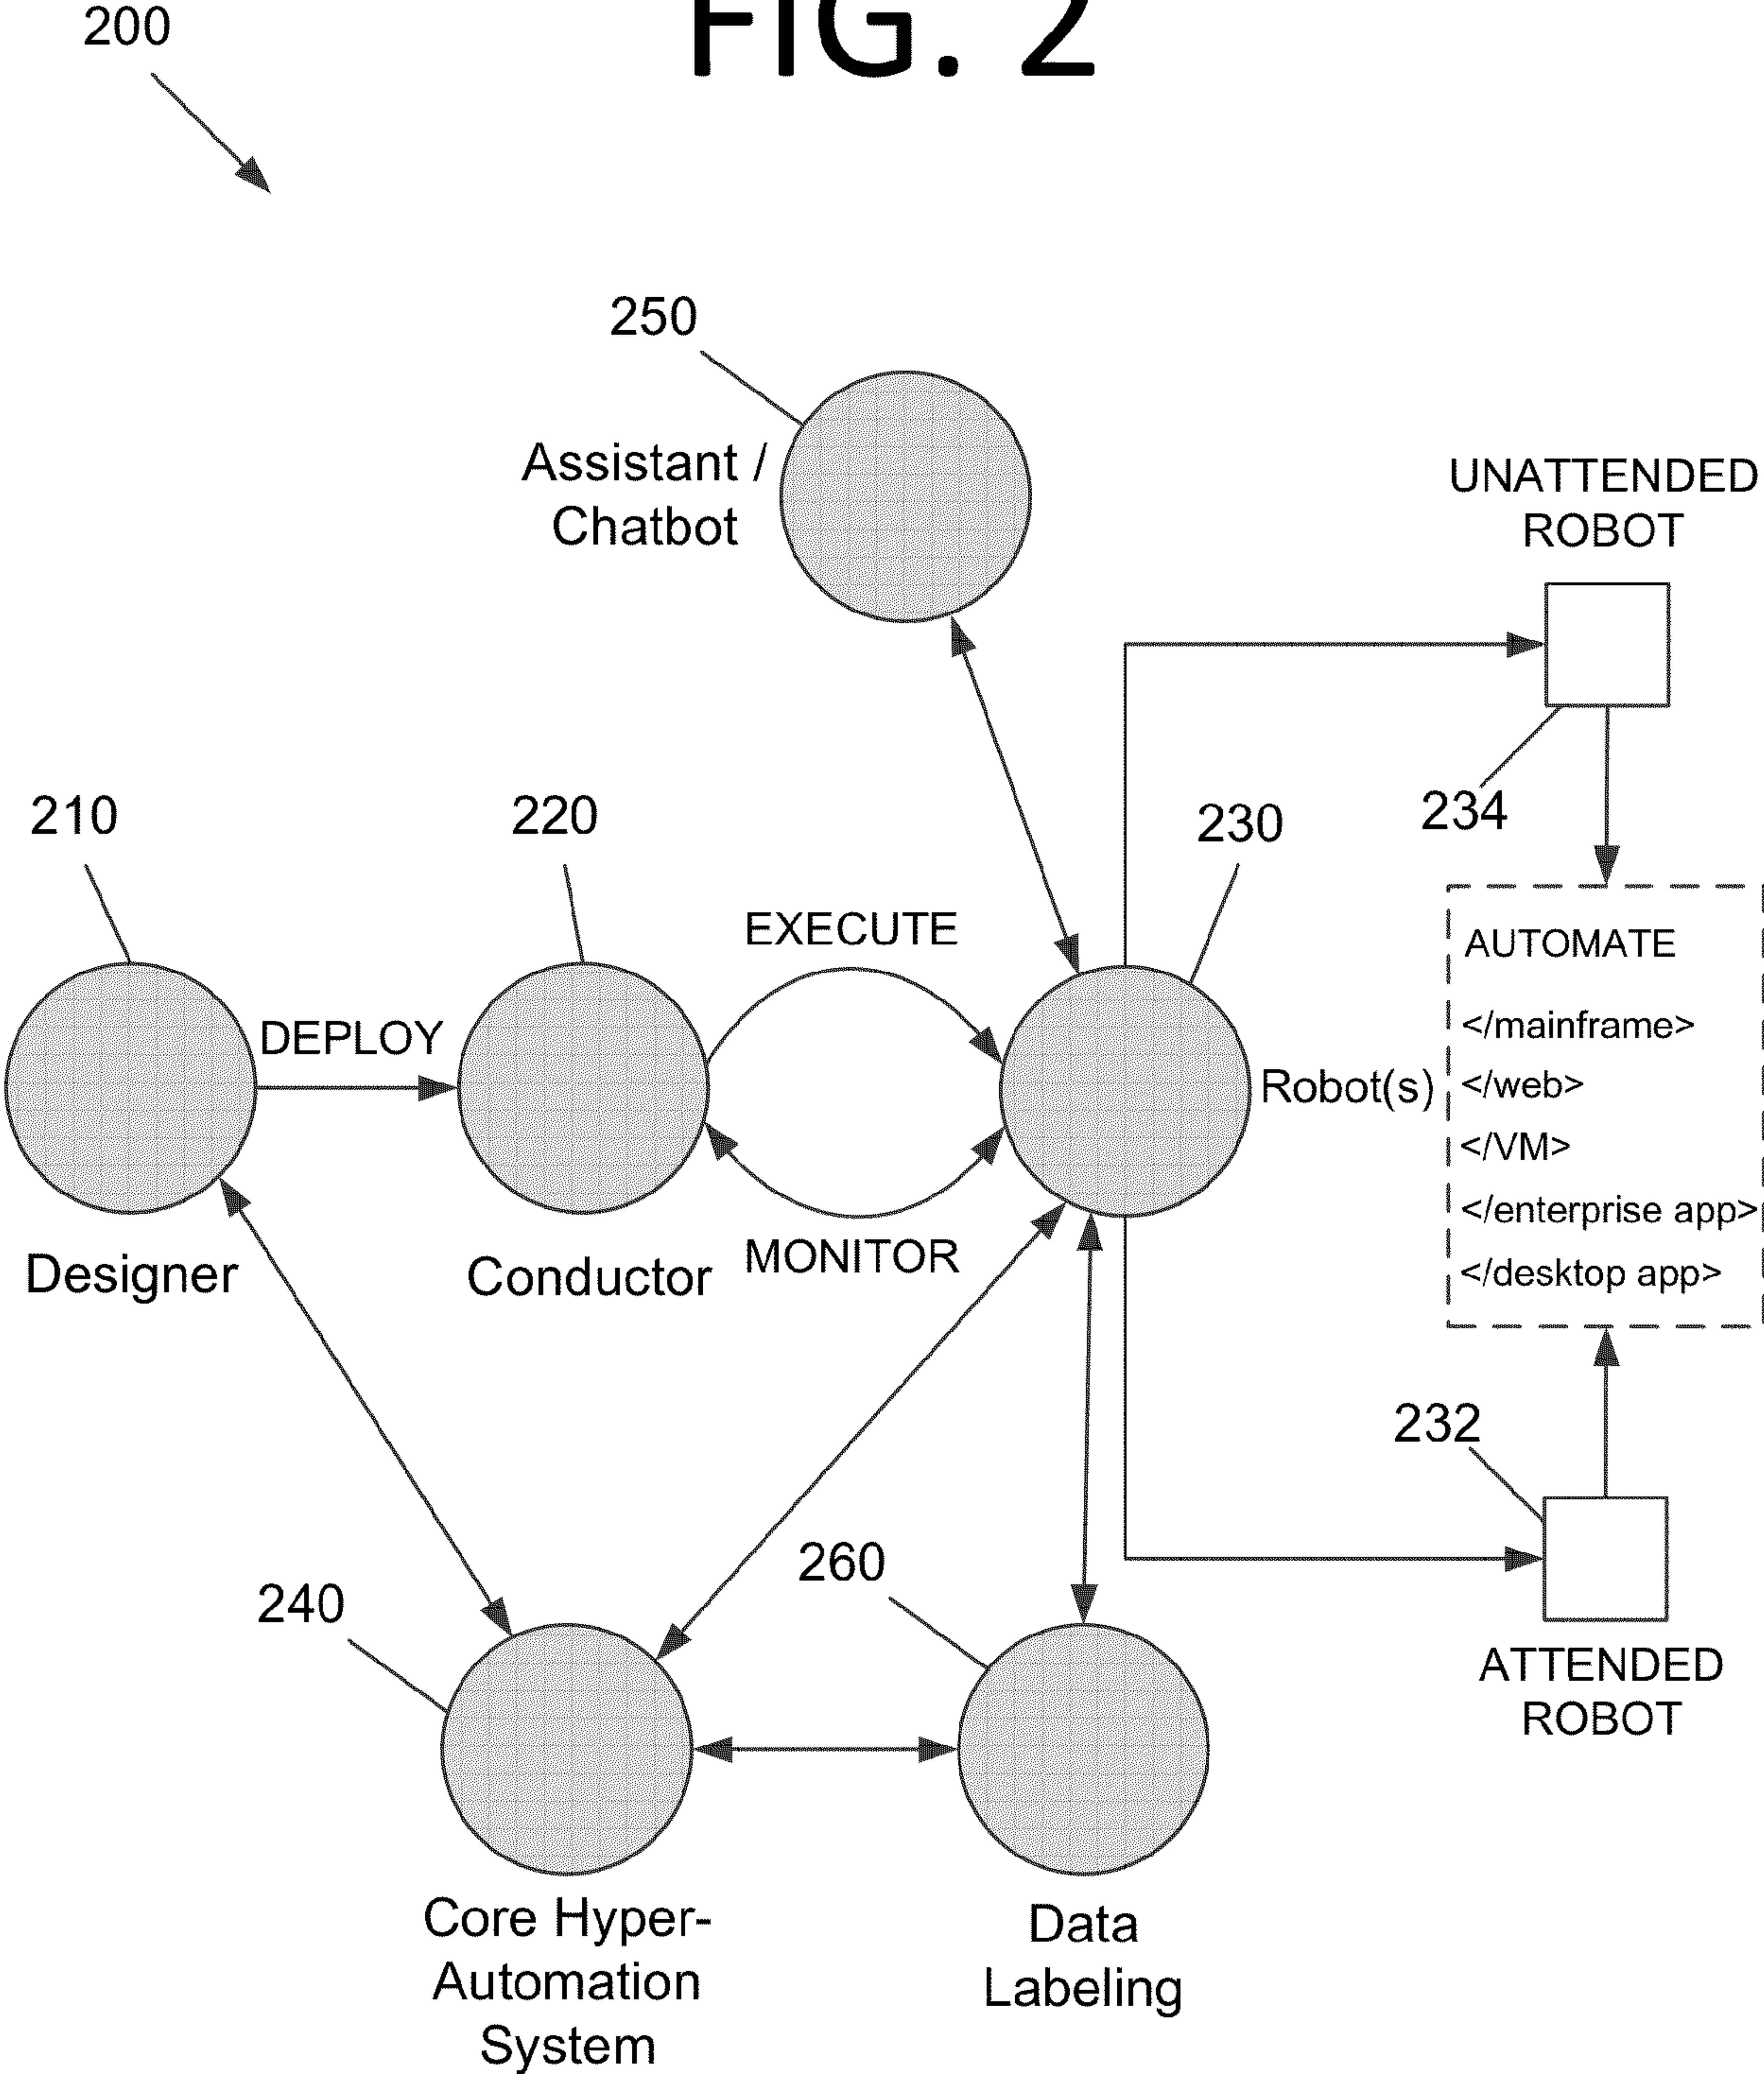 FIG. 2
200
250
Assistant /
Chatbot
UNATTENDED
ROBOT
234
210
220
230
EXECUTE
DEPLOY
MONITOR
Designer
Conductor
Robot(s)
AUTOMATE
</mainframe>
</web>
</VM>
</enterprise app>
</desktop app>
232
ATTENDED
ROBOT
240
260
Core Hyper-
Automation
System
Data
Labeling